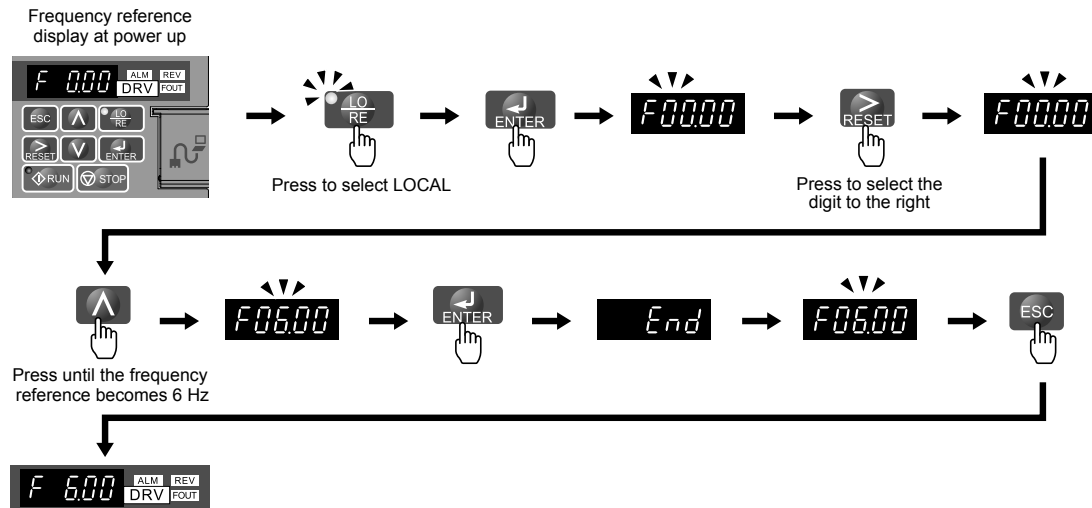 Frequency reference
display at power up
F 0.00 ALM REV
DRV FOUT
ESC LO
RE
RESET ENTER
RUN STOP
LO
RE
Press to select LOCAL
ENTER
F00.00
RESET
Press to select the
digit to the right
F00.00
Press until the frequency
reference becomes 6 Hz
F06.00
ENTER
End
F06.00
ESC
F 6.00 ALM REV
DRV FOUT